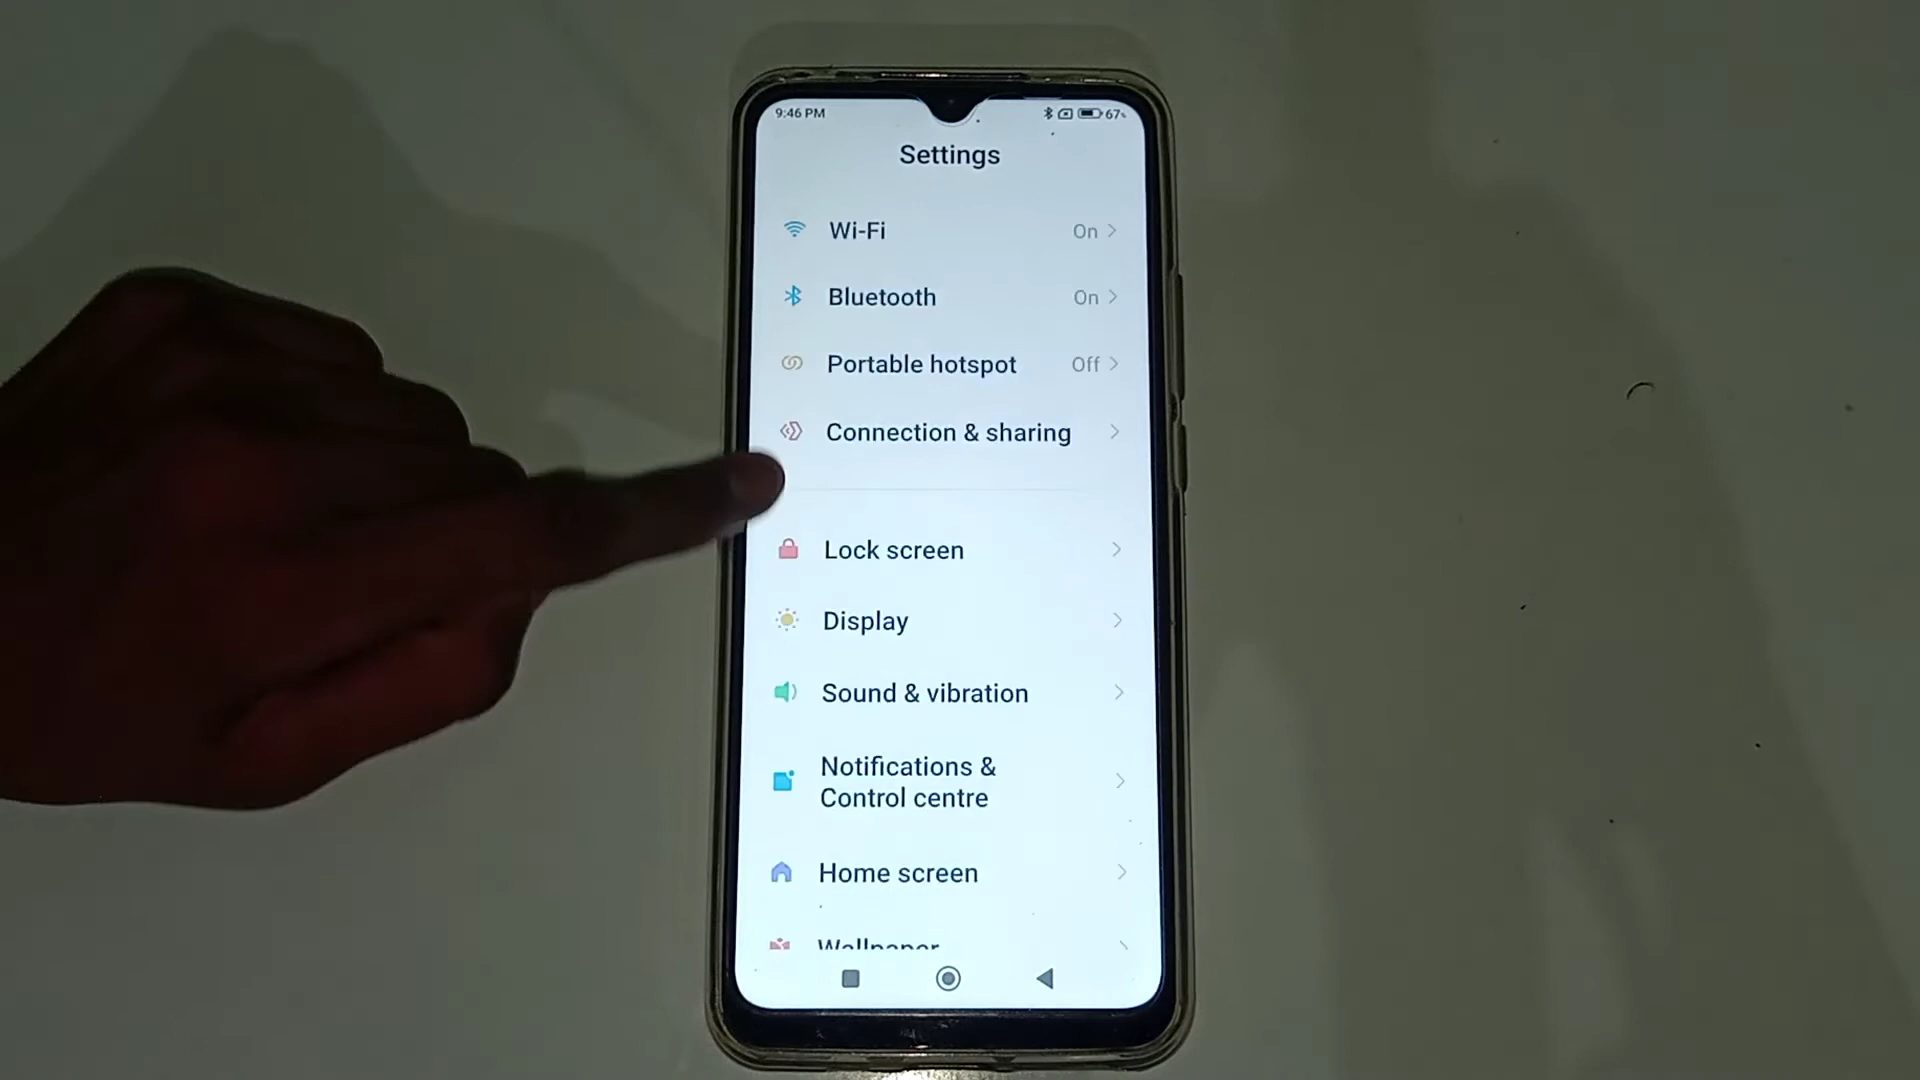 9:46 PM 67%
Settings
Wi-Fi On
Bluetooth On
Portable hotspot Off
Connection & sharing
Lock screen
Display
Sound & vibration
Notifications &
Control centre
Home screen
Wallpaper